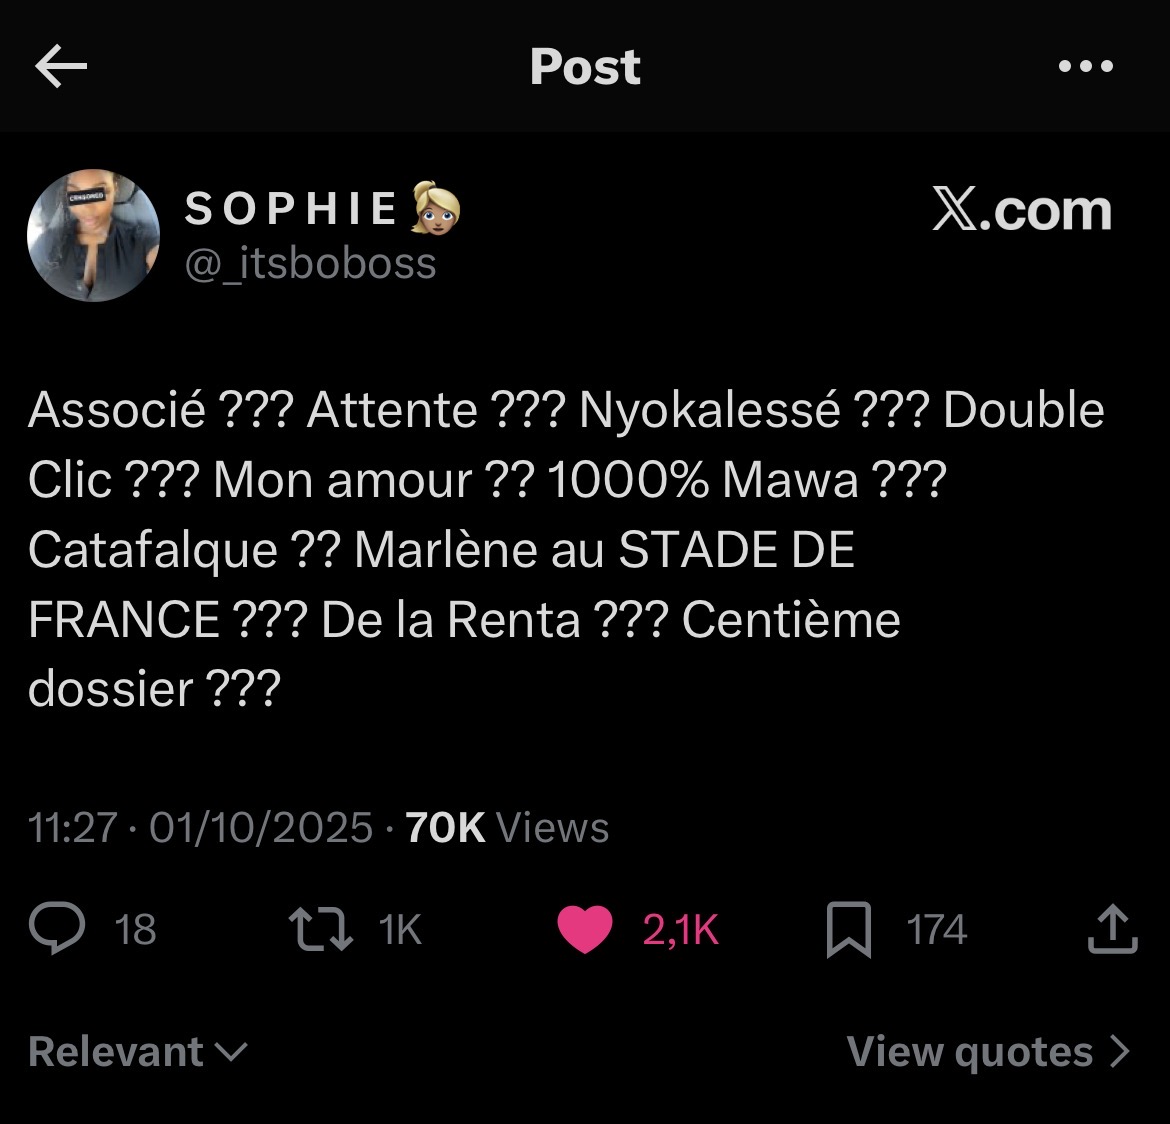 Post
SOPHIE
@_itsboboss
X.com
Associé ??? Attente ??? Nyokalessé ??? Double
Clic ??? Mon amour ?? 1000% Mawa ???
Catafalque ?? Marlène au STADE DE
FRANCE ??? De la Renta ??? Centième
dossier ???
11:27 · 01/10/2025 · 70K Views
18 1K 2,1K 174
Relevant View quotes